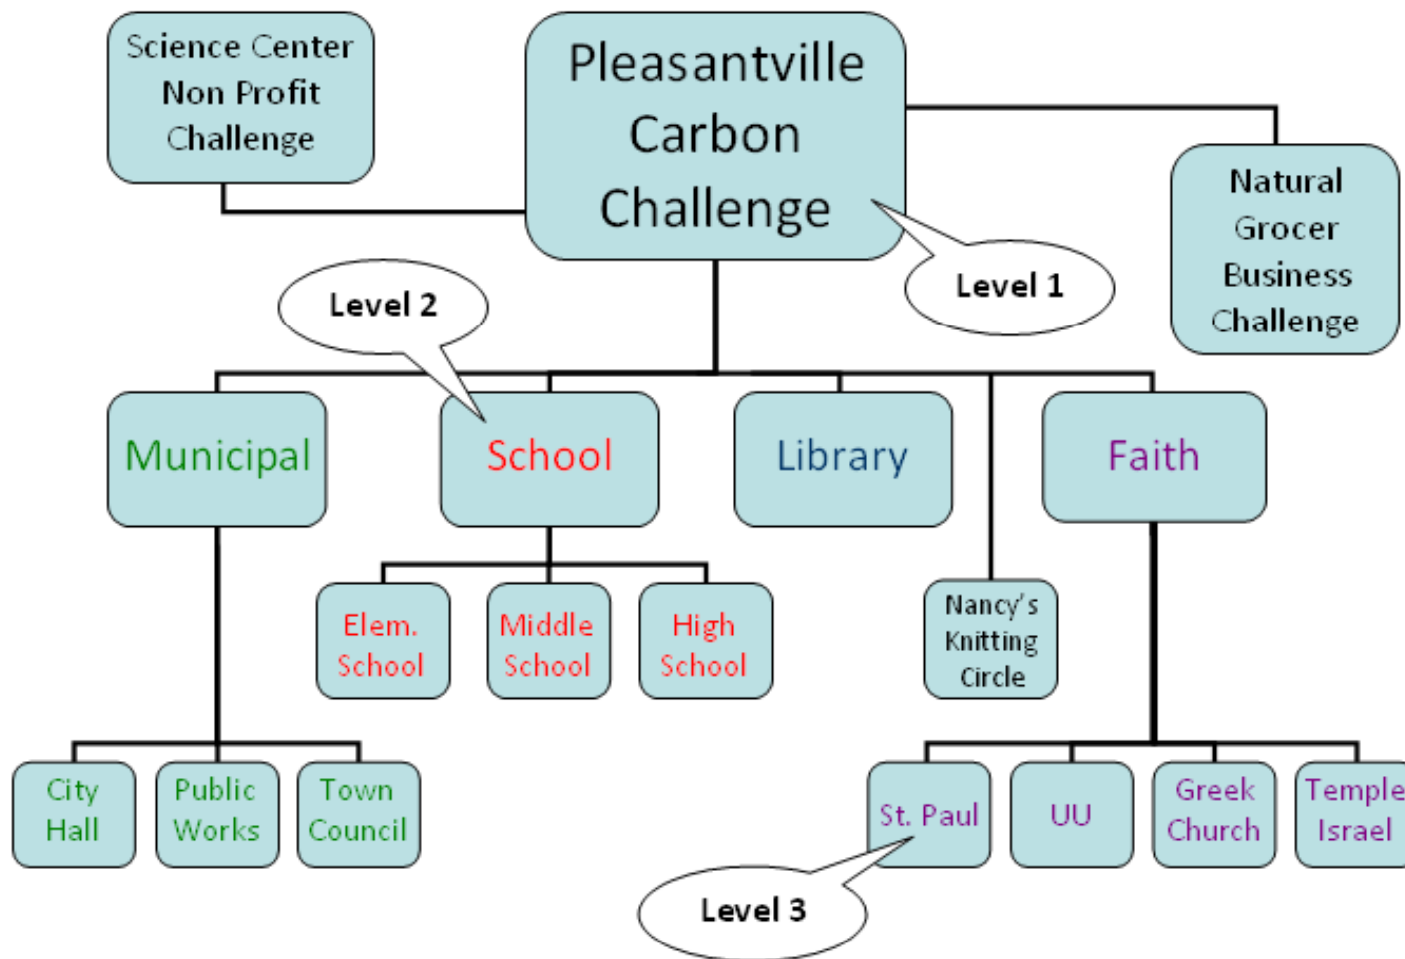 Science Center
Non Profit
Challenge
Pleasantville
Carbon
Challenge
Natural
Grocer
Business
Challenge
Level 1
Level 2
Municipal
School
Library
Faith
Elem.
School
Middle
School
High
School
Nancy's
Knitting
Circle
City
Hall
Public
Works
Town
Council
St. Paul
UU
Greek
Church
Temple
Israel
Level 3